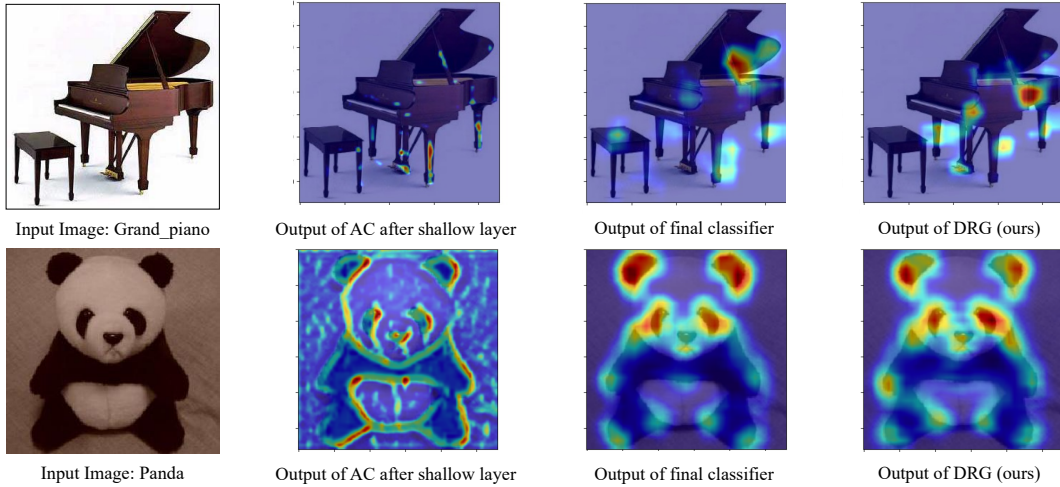 Input Image: Grand_piano
Output of AC after shallow layer
Output of final classifier
Output of DRG (ours)
Input Image: Panda
Output of AC after shallow layer
Output of final classifier
Output of DRG (ours)